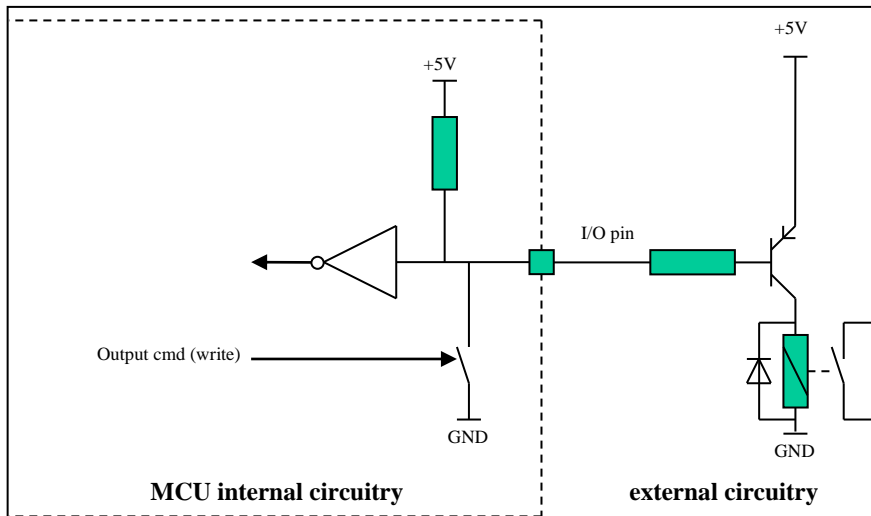 +5V
+5V
I/O pin
Output cmd (write)
GND
GND
MCU internal circuitry
external circuitry